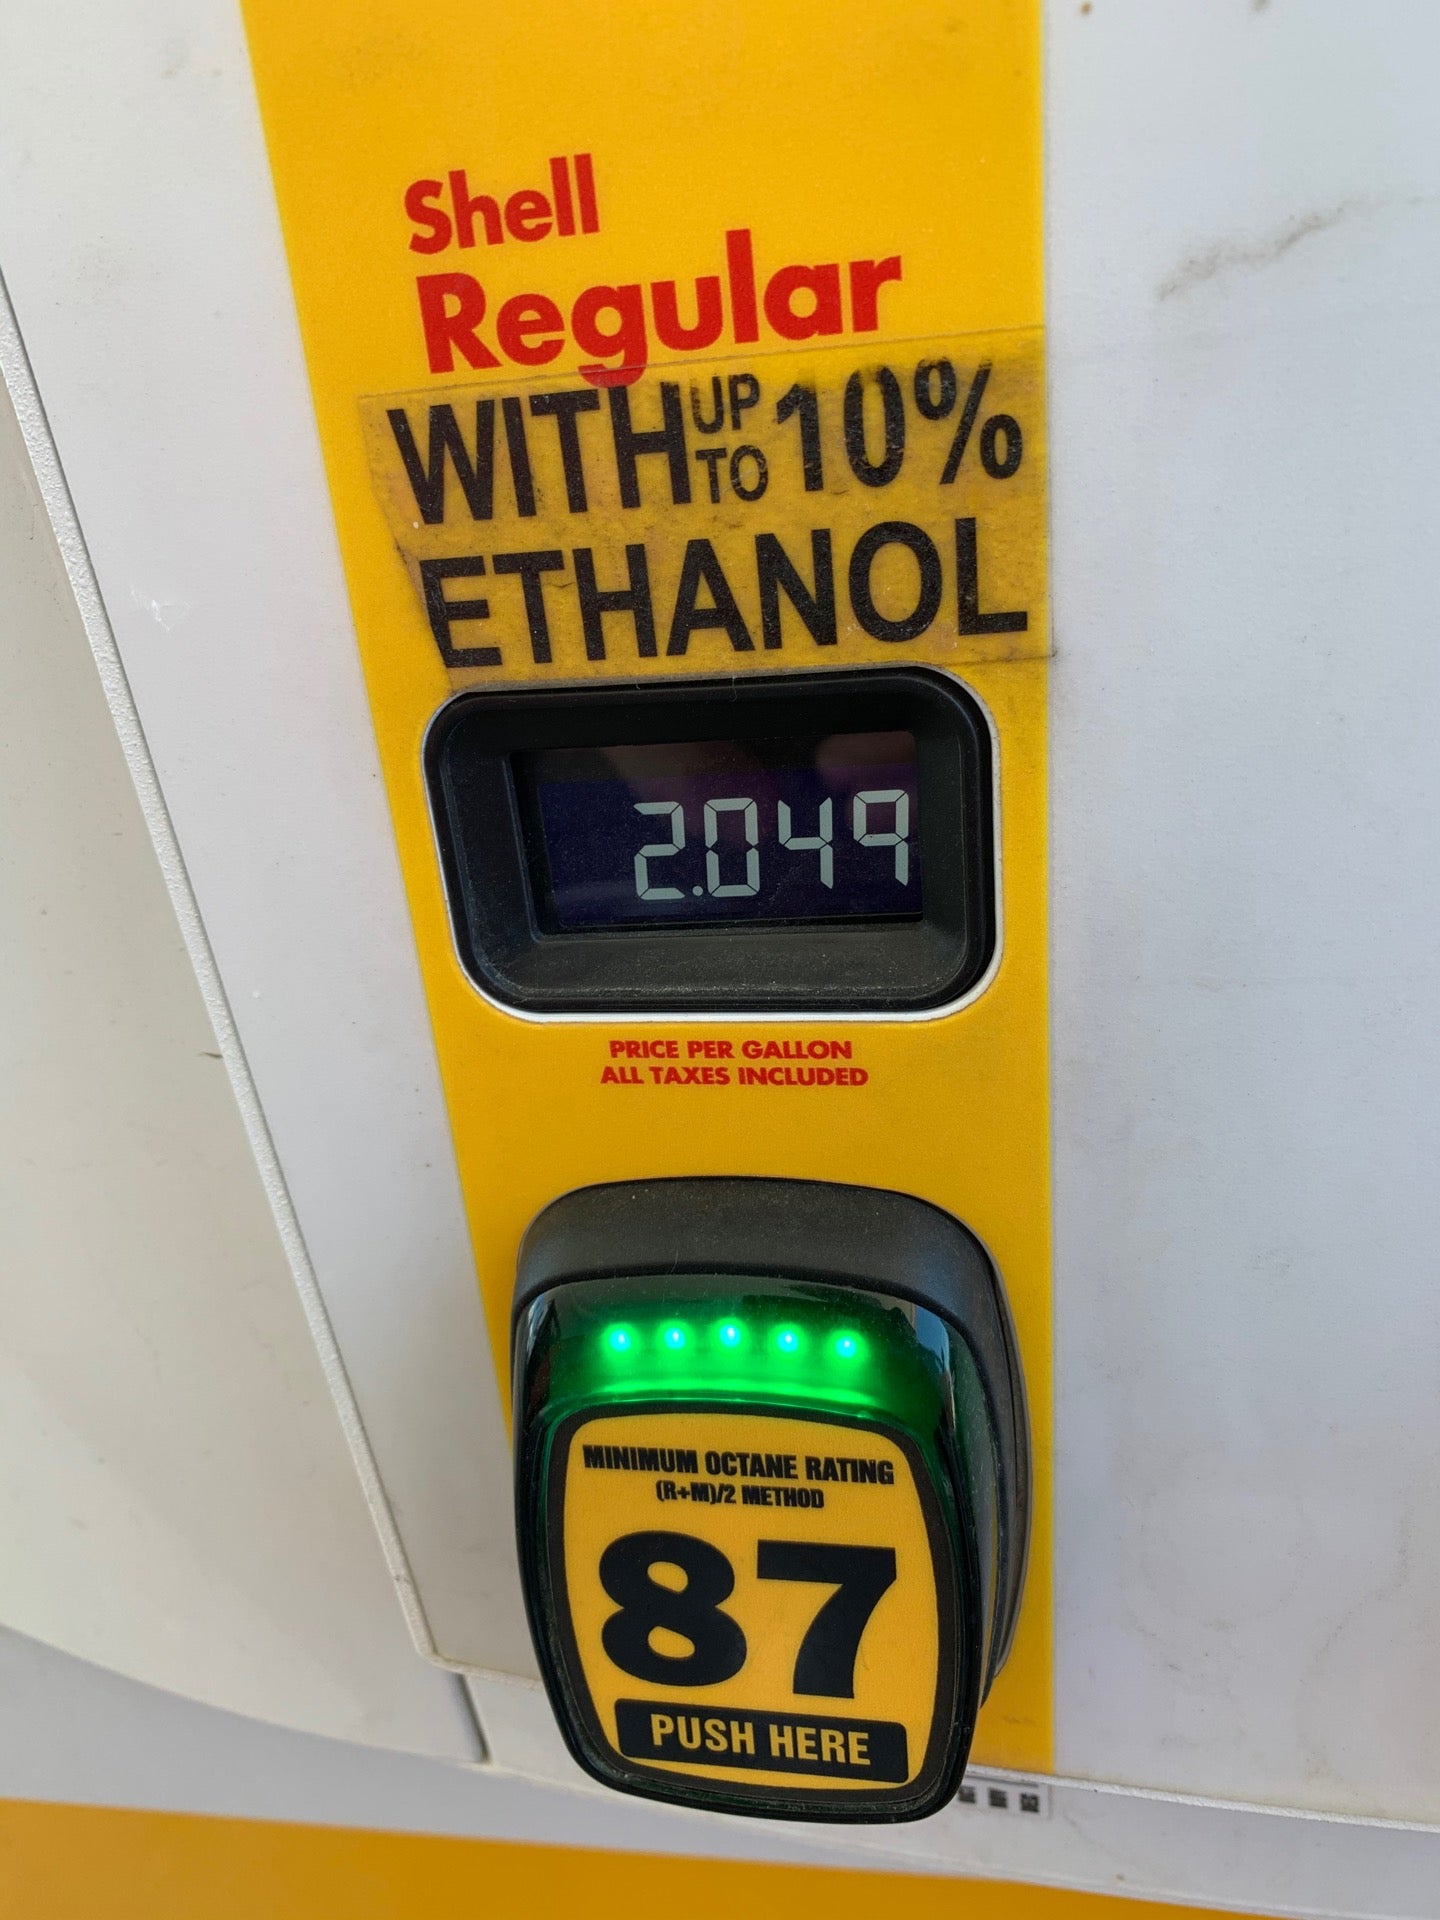 Shell
Regular
WITH UP TO 10%
ETHANOL
2.049
PRICE PER GALLON
ALL TAXES INCLUDED
MINIMUM OCTANE RATING
(R+M)/2 METHOD
87
PUSH HERE